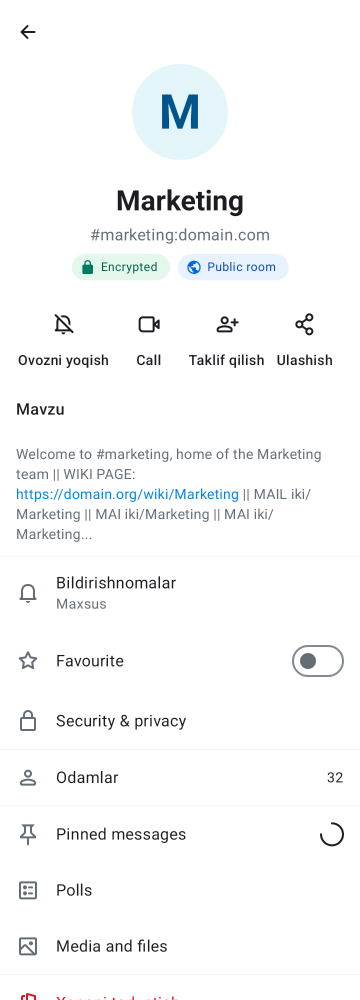 M
Marketing
#marketing:domain.com
Encrypted
Public room
Ovozni yoqish
Call
Taklif qilish
Ulashish
Mavzu
Welcome to #marketing, home of the Marketing
team || WIKI PAGE:
https://domain.org/wiki/Marketing || MAIL iki/
Marketing || MAI iki/Marketing || MAI iki/
Marketing...
Bildirishnomalar
Maxsus
Favourite
Security & privacy
Odamlar
32
Pinned messages
Polls
Media and files